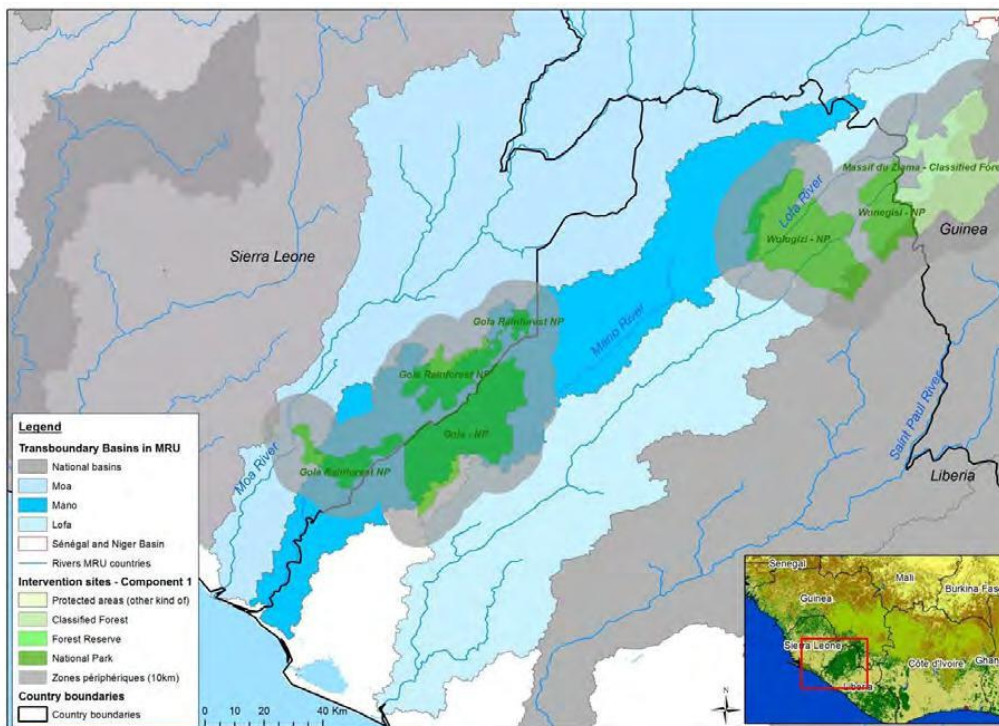 Massif du Ziama - Classified Fore
Lofa River
Wonegisi - NP
Guinea
Wologizi - NP
Sierra Leone
Gola Rainforest NP
Mano River
Gola Rainforest NP
Gola - NP
Saint Paul River
Moa River
Gola Rainforest NP
Liberia
Legend
Transboundary Basins in MRU
National basins
Moa
Mano
Lofa
Sénégal and Niger Basin
Rivers MRU countries
Intervention sites - Component 1
Protected areas (other kind of)
Classified Forest
Forest Reserve
National Park
Zones périphériques (10km)
Country boundaries
Country boundaries
0 5 10 20 30 40 Km
N
Senegal
Mali
Burkina Fas
Guinea
Sierra Leone
Côte d'Ivoire
Ghan
Liberia